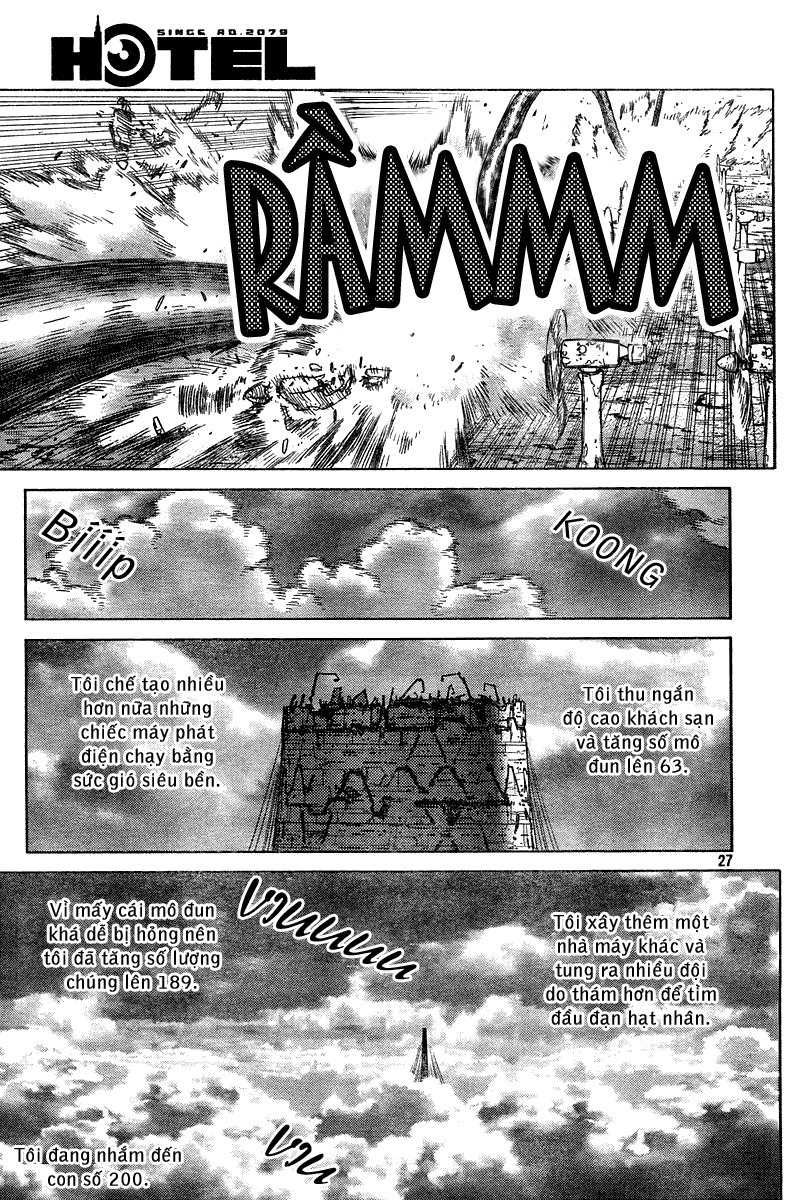 SINCE AD.2079
HOTEL
RÂMMM
Bíííp
KOONG
Tôi thu ngắn
độ cao khách sạn
và tăng số mô
đun lên 63.
Tôi chế tạo nhiều
hơn nữa những
chiếc máy phát
điện chạy bằng
sức gió siêu bền.
27
Tôi xây thêm một
nhà máy khác và
tung ra nhiều đội
do thám hơn để tìm
đầu đạn hạt nhân.
VIUUUUU
Vì mấy cái mô đun
khá dễ bị hỏng nên
tôi đã tăng số lượng
chúng lên 189.
VIU
Tôi đang nhắm đến
con số 200.